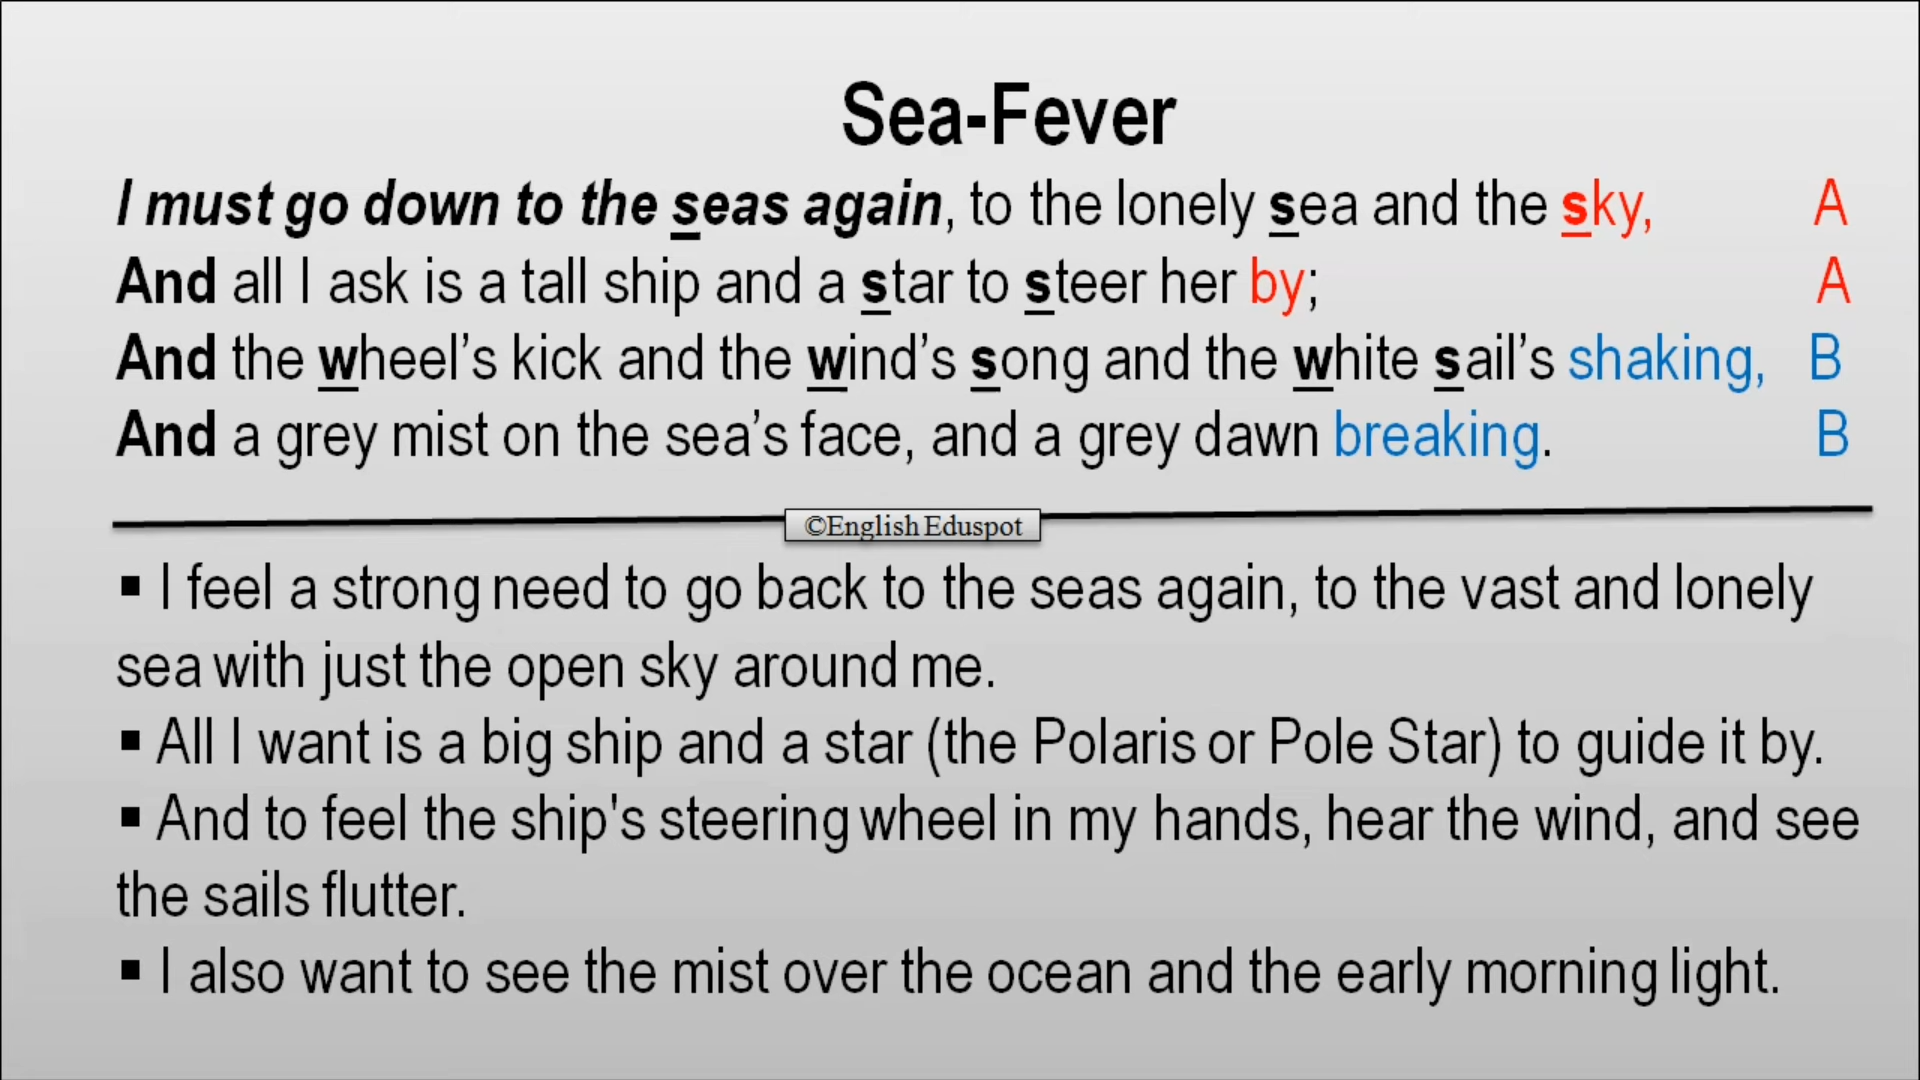 Sea-Fever
I must go down to the seas again, to the lonely sea and the sky, A
And all I ask is a tall ship and a star to steer her by; A
And the wheel’s kick and the wind’s song and the white sail’s shaking, B
And a grey mist on the sea’s face, and a grey dawn breaking. B
©English Eduspot
▪ I feel a strong need to go back to the seas again, to the vast and lonely
sea with just the open sky around me.
▪ All I want is a big ship and a star (the Polaris or Pole Star) to guide it by.
▪ And to feel the ship's steering wheel in my hands, hear the wind, and see
the sails flutter.
▪ I also want to see the mist over the ocean and the early morning light.